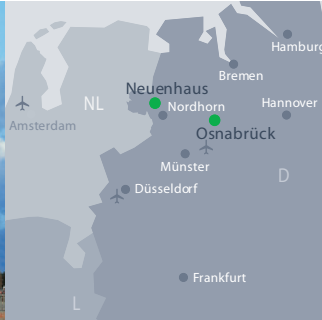 Hamburg
Bremen
Neuenhaus
NL
Nordhorn
Hannover
Amsterdam
Osnabrück
Münster
D
Düsseldorf
Frankfurt
L